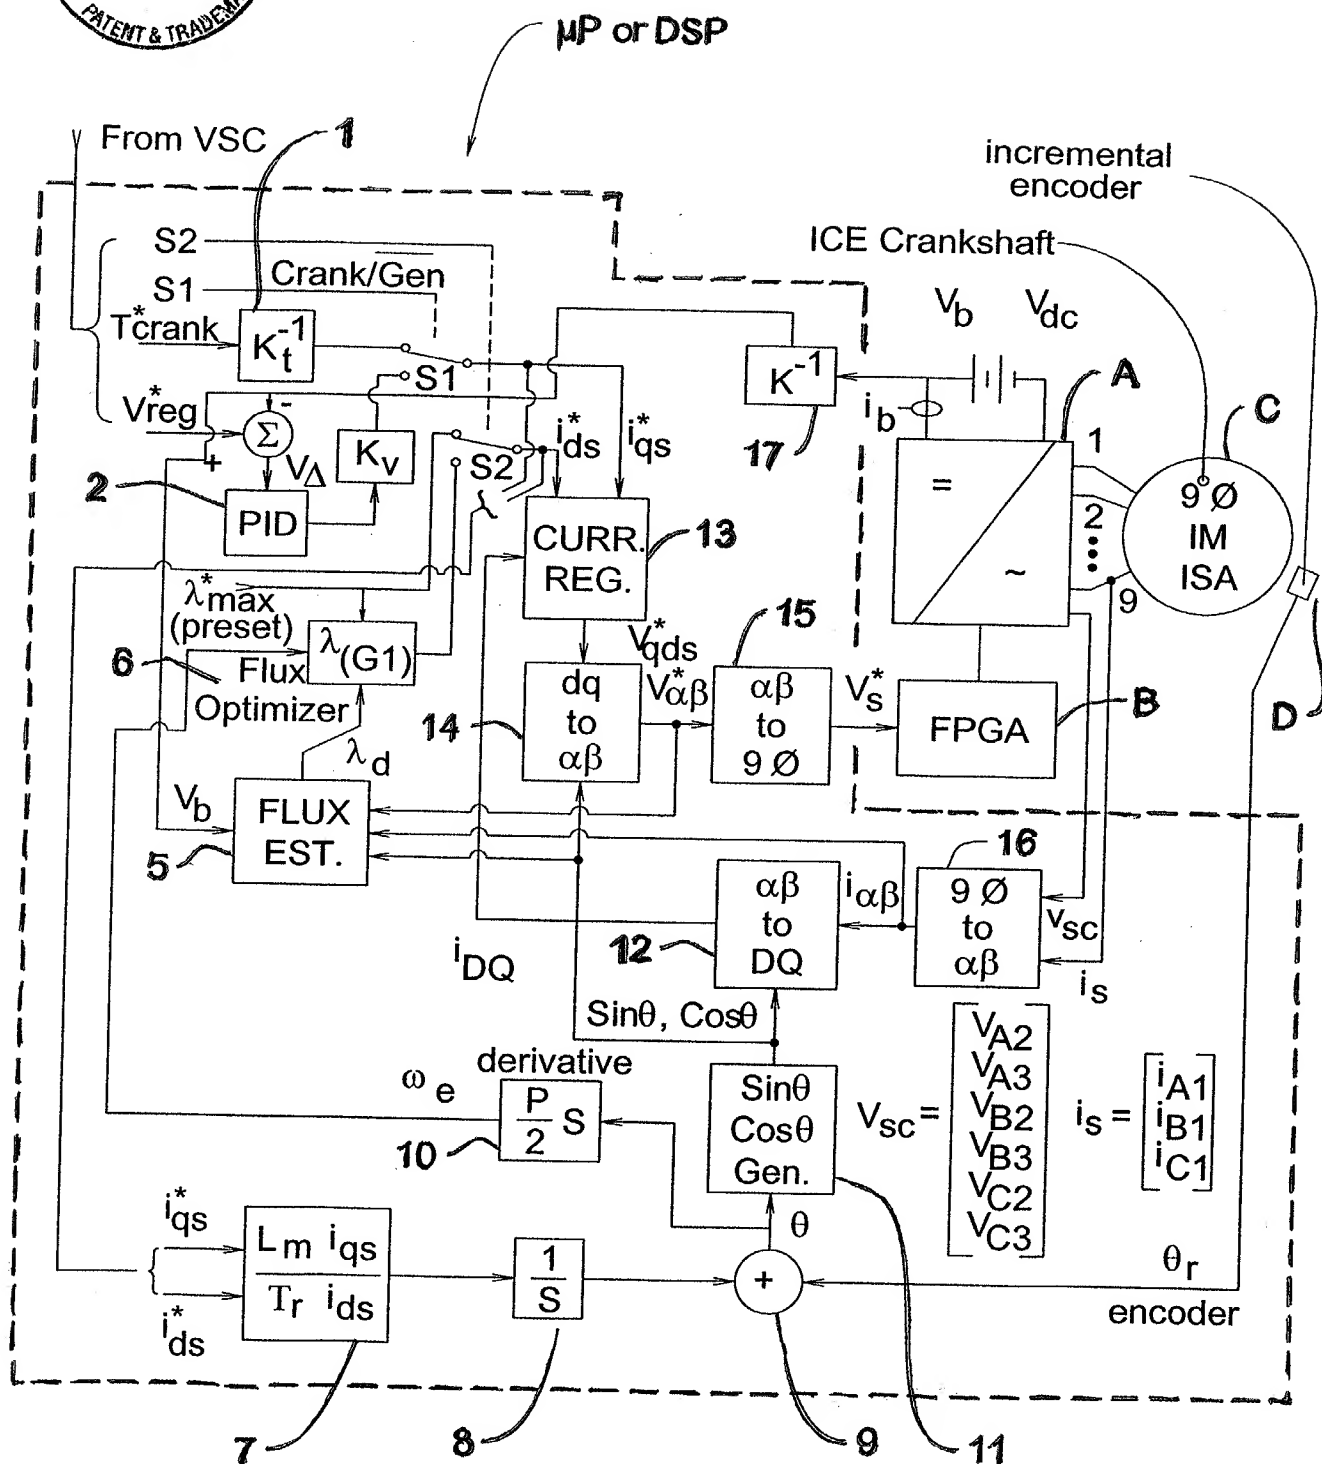 PATENT & TRADEMA
μP or DSP
From VSC
1
incremental
encoder
S2
ICE Crankshaft
Crank/Gen
S1
V_b
V_dc
T*crank
K_t^-1
K^-1
A
S1
C
V*reg
-
i_b
1
Σ
i*_ds
i*_qs
17
=
9 Ø
+
V_Δ
K_v
S2
2
2
IM
PID
CURR.
REG.
13
~
ISA
λ*max
(preset)
9
15
λ(G1)
V*_qds
6
Flux
Optimizer
dq
to
αβ
V*_αβ
αβ
to
9 Ø
V_s*
FPGA
B
D
14
λ_d
V_b
FLUX
EST.
5
16
αβ
to
DQ
i_αβ
9 Ø
to
αβ
v_sc
12
i_DQ
i_s
Sinθ, Cosθ
derivative
ω_e
P/2 S
10
Sinθ
Cosθ
Gen.
V_sc =
V_A2
V_A3
V_B2
V_B3
V_C2
V_C3
i_s =
i_A1
i_B1
i_C1
i*_qs
θ
L_m i_qs
T_r i_ds
1/S
+
θ_r
i*_ds
encoder
7
8
9
11